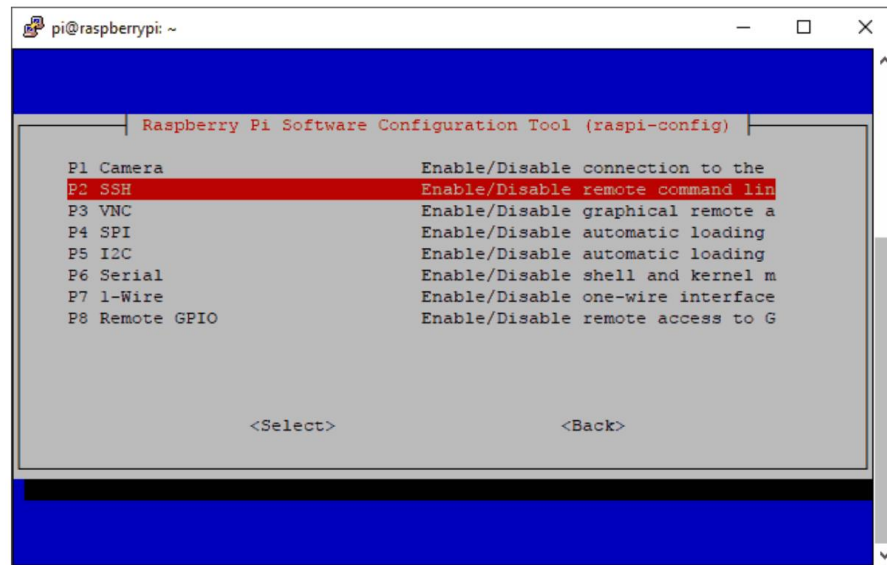 pi@raspberrypi: ~
Raspberry Pi Software Configuration Tool (raspi-config)
P1 Camera Enable/Disable connection to the
P2 SSH Enable/Disable remote command lin
P3 VNC Enable/Disable graphical remote a
P4 SPI Enable/Disable automatic loading
P5 I2C Enable/Disable automatic loading
P6 Serial Enable/Disable shell and kernel m
P7 1-Wire Enable/Disable one-wire interface
P8 Remote GPIO Enable/Disable remote access to G
<Select> <Back>